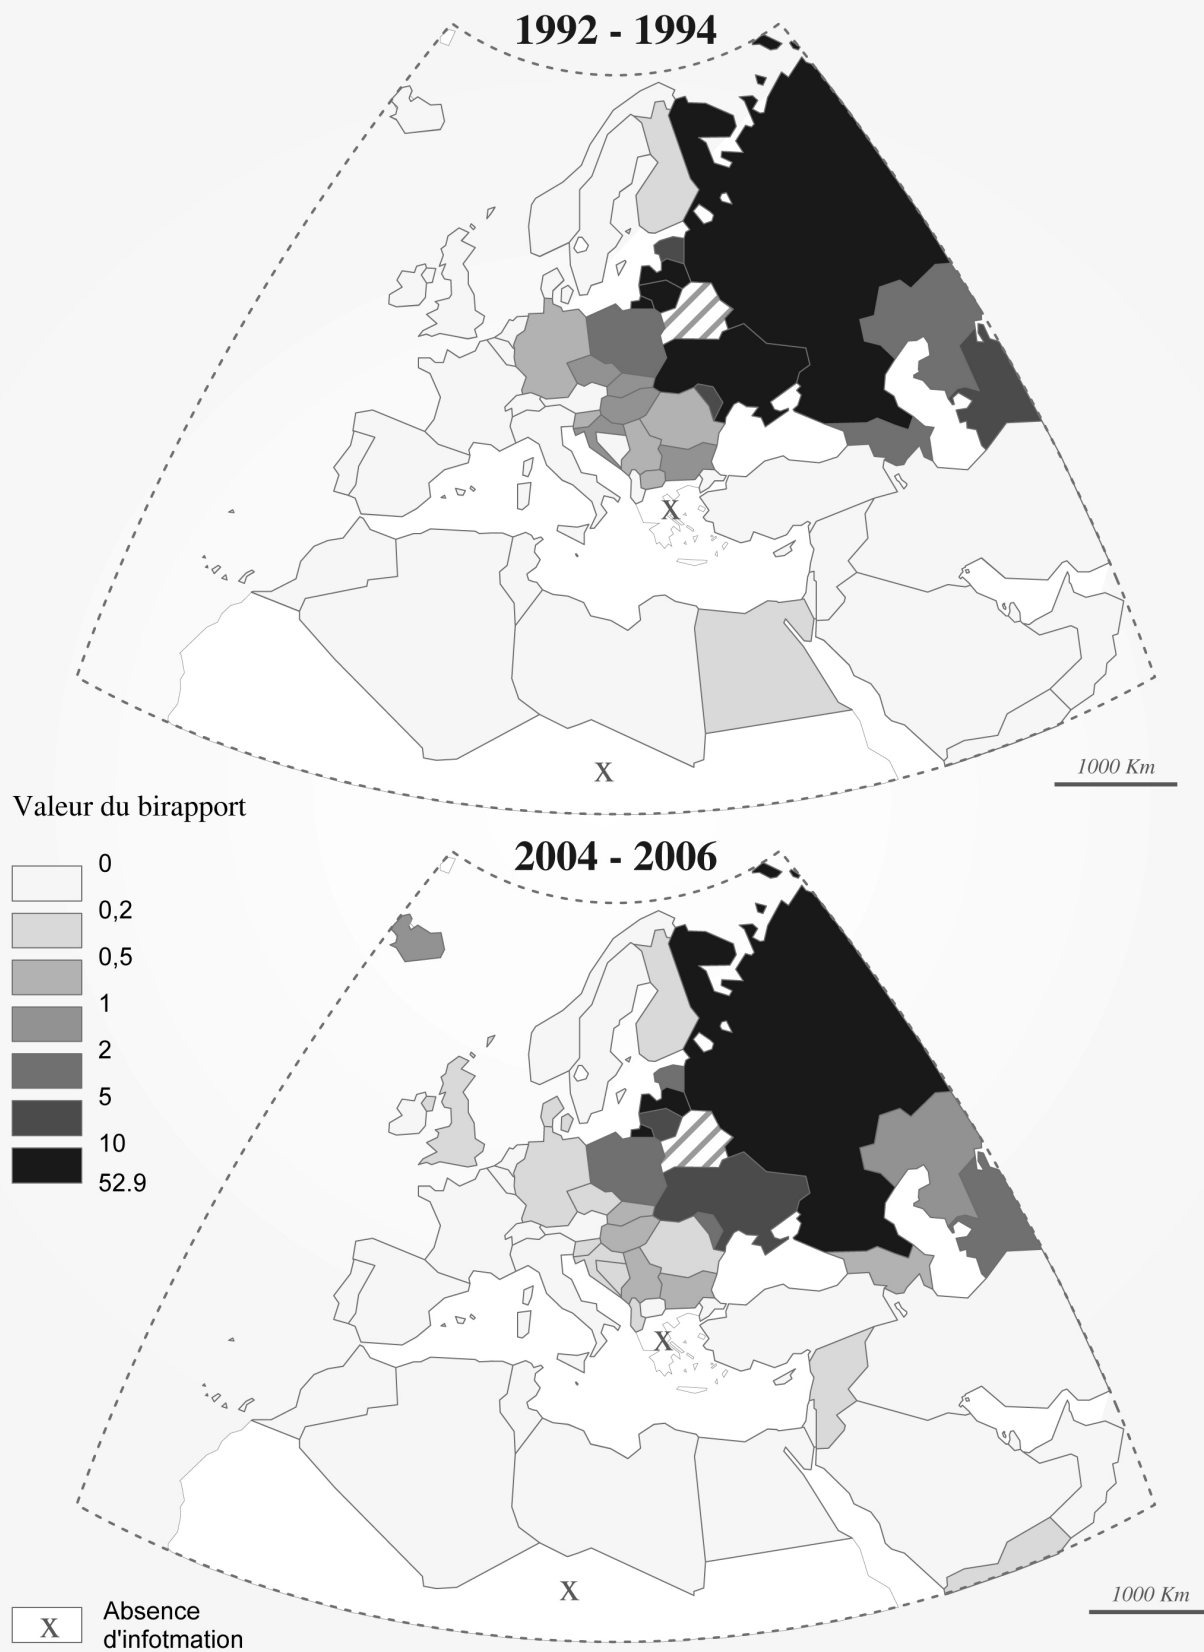 1992 - 1994
X
X
1000 Km
Valeur du birapport
0
0,2
0,5
1
2
5
10
52.9
2004 - 2006
X
X
1000 Km
X
Absence
d'infotmation